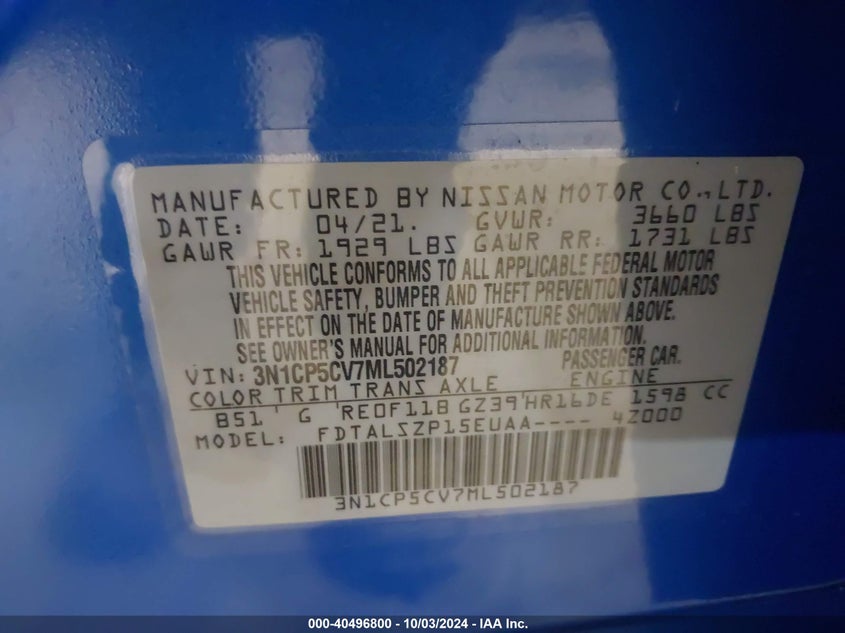 MANUFACTURED BY NISSAN MOTOR CO., LTD.
DATE: 04/21. GVWR: 3660 LBS
GAWR FR: 1929 LBS GAWR RR: 1731 LBS
THIS VEHICLE CONFORMS TO ALL APPLICABLE FEDERAL MOTOR
VEHICLE SAFETY, BUMPER AND THEFT PREVENTION STANDARDS
IN EFFECT ON THE DATE OF MANUFACTURE SHOWN ABOVE.
SEE OWNER'S MANUAL FOR ADDITIONAL INFORMATION.
VIN: 3N1CP5CV7ML502187 PASSENGER CAR.
COLOR TRIM TRANS AXLE ENGINE
B51 G RE0F11B GZ39 HR16DE 1598 CC
MODEL: FDTALSZP15EUAA---- 4Z000
3N1CP5CV7ML502187
000-40496800 - 10/03/2024 - IAA Inc.